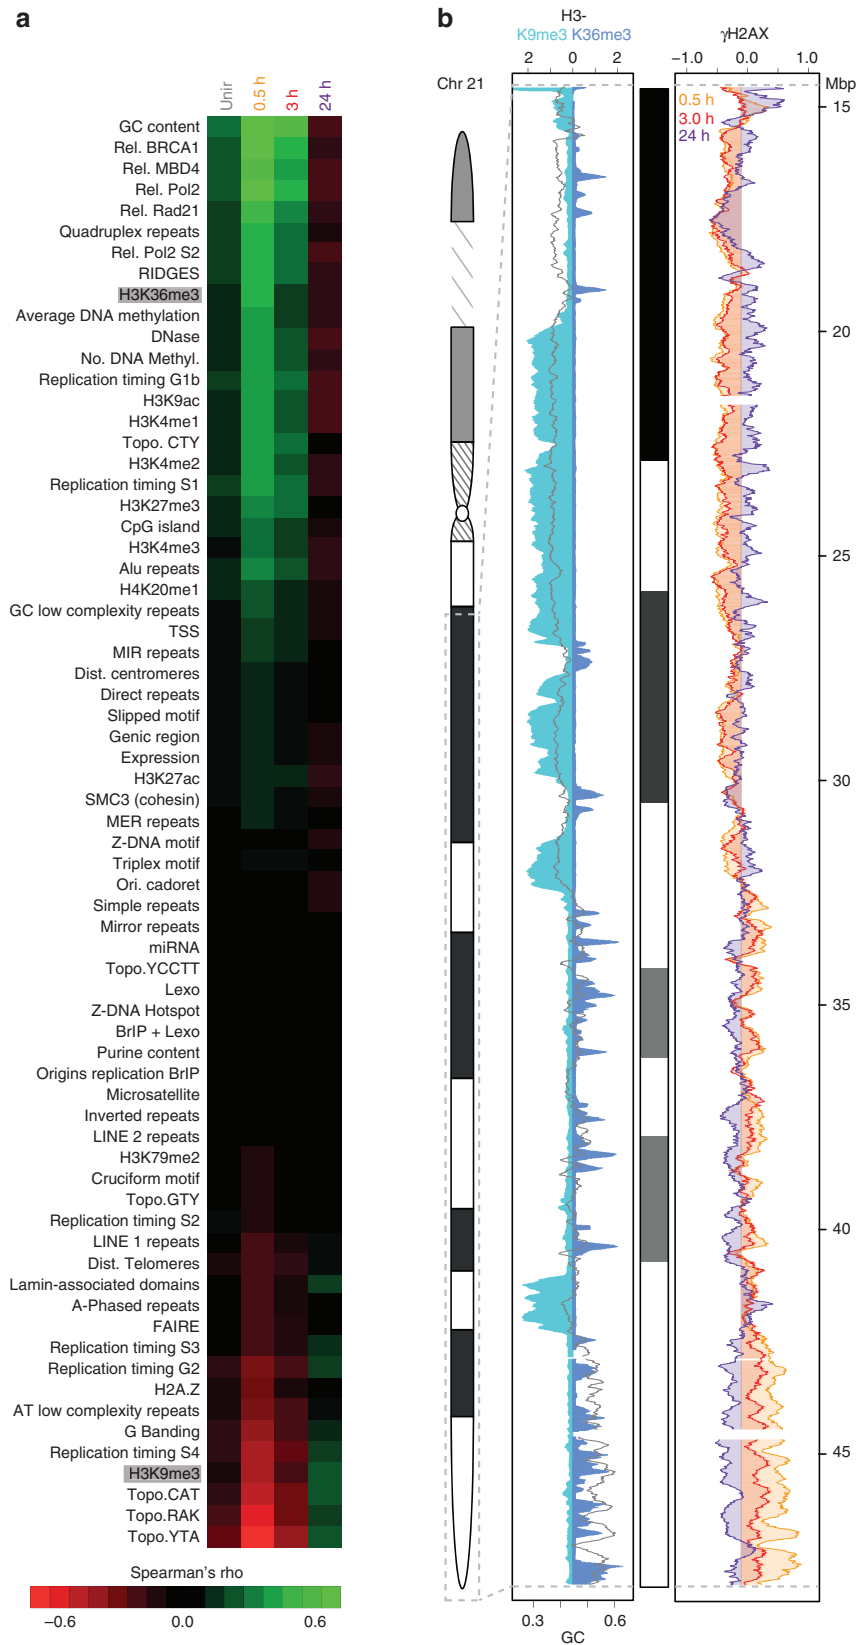 a
b
H3-
K9me3 K36me3
γH2AX
2 0 2
−1.0 0.0 1.0
Chr 21
Mbp
Unir
0.5 h
3 h
24 h
0.5 h
3.0 h
24 h
GC content
Rel. BRCA1
Rel. MBD4
Rel. Pol2
Rel. Rad21
Quadruplex repeats
Rel. Pol2 S2
RIDGES
H3K36me3
Average DNA methylation
DNase
No. DNA Methyl.
Replication timing G1b
H3K9ac
H3K4me1
Topo. CTY
H3K4me2
Replication timing S1
H3K27me3
CpG island
H3K4me3
Alu repeats
H4K20me1
GC low complexity repeats
TSS
MIR repeats
Dist. centromeres
Direct repeats
Slipped motif
Genic region
Expression
H3K27ac
SMC3 (cohesin)
MER repeats
Z-DNA motif
Triplex motif
Ori. cadoret
Simple repeats
Mirror repeats
miRNA
Topo.YCCTT
Lexo
Z-DNA Hotspot
BrIP + Lexo
Purine content
Origins replication BrIP
Microsatellite
Inverted repeats
LINE 2 repeats
H3K79me2
Cruciform motif
Topo.GTY
Replication timing S2
LINE 1 repeats
Dist. Telomeres
Lamin-associated domains
A-Phased repeats
FAIRE
Replication timing S3
Replication timing G2
H2A.Z
AT low complexity repeats
G Banding
Replication timing S4
H3K9me3
Topo.CAT
Topo.RAK
Topo.YTA
Spearman's rho
−0.6 0.0 0.6
15
20
25
30
35
40
45
0.3 0.6
GC